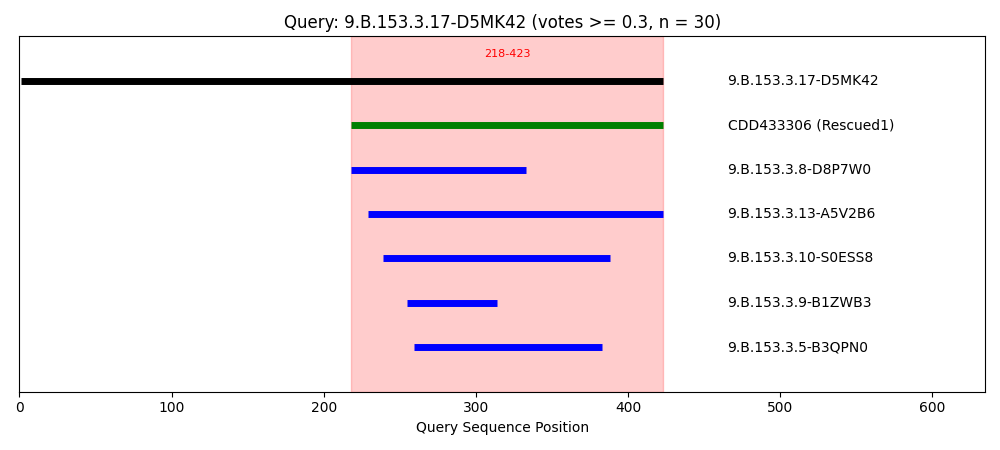 Query: 9.B.153.3.17-D5MK42 (votes >= 0.3, n = 30)
218-423
9.B.153.3.17-D5MK42
CDD433306 (Rescued1)
9.B.153.3.8-D8P7W0
9.B.153.3.13-A5V2B6
9.B.153.3.10-S0ESS8
9.B.153.3.9-B1ZWB3
9.B.153.3.5-B3QPN0
0 100 200 300 400 500 600
Query Sequence Position